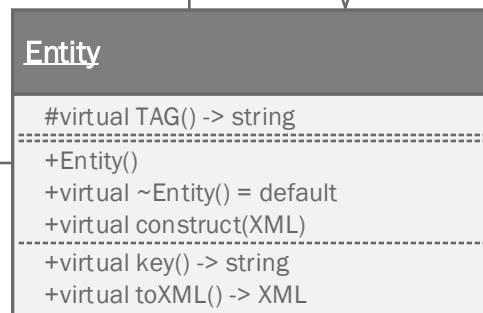 Entity
#virtual TAG() -> string
+Entity()
+virtual ~Entity() = default
+virtual construct(XML)
+virtual key() -> string
+virtual toXML() -> XML